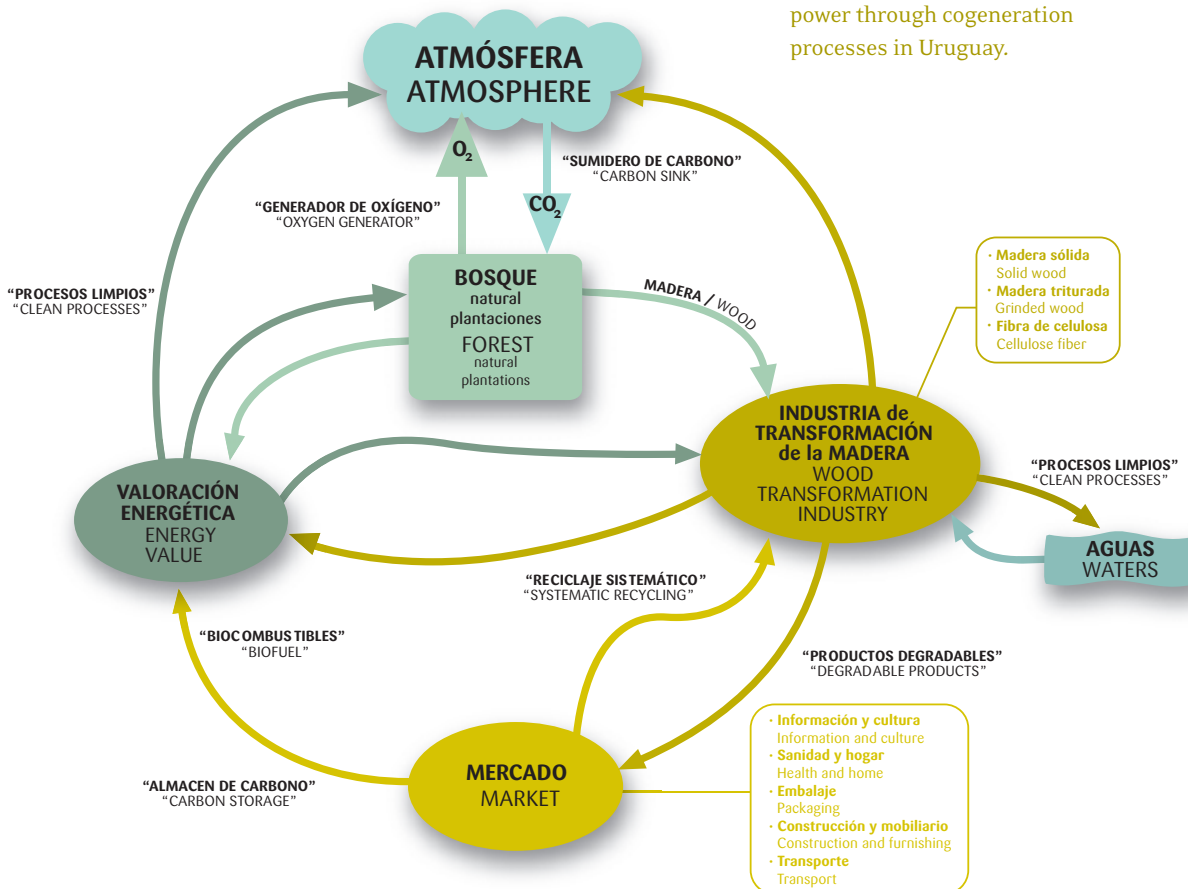 power through cogeneration
processes in Uruguay.
ATMÓSFERA
ATMOSPHERE
O₂
"SUMIDERO DE CARBONO"
"CARBON SINK"
CO₂
"GENERADOR DE OXÍGENO"
"OXYGEN GENERATOR"
"PROCESOS LIMPIOS"
"CLEAN PROCESSES"
BOSQUE
natural
plantaciones
FOREST
natural
plantations
MADERA / WOOD
· Madera sólida
Solid wood
· Madera triturada
Grinded wood
· Fibra de celulosa
Cellulose fiber
INDUSTRIA de
TRANSFORMACIÓN
de la MADERA
WOOD
TRANSFORMATION
INDUSTRY
"PROCESOS LIMPIOS"
"CLEAN PROCESSES"
VALORACIÓN
ENERGÉTICA
ENERGY
VALUE
AGUAS
WATERS
"RECICLAJE SISTEMÁTICO"
"SYSTEMATIC RECYCLING"
"BIOCOMBUSTIBLES"
"BIOFUEL"
"PRODUCTOS DEGRADABLES"
"DEGRADABLE PRODUCTS"
MERCADO
MARKET
"ALMACEN DE CARBONO"
"CARBON STORAGE"
· Información y cultura
Information and culture
· Sanidad y hogar
Health and home
· Embalaje
Packaging
· Construcción y mobiliario
Construction and furnishing
· Transporte
Transport